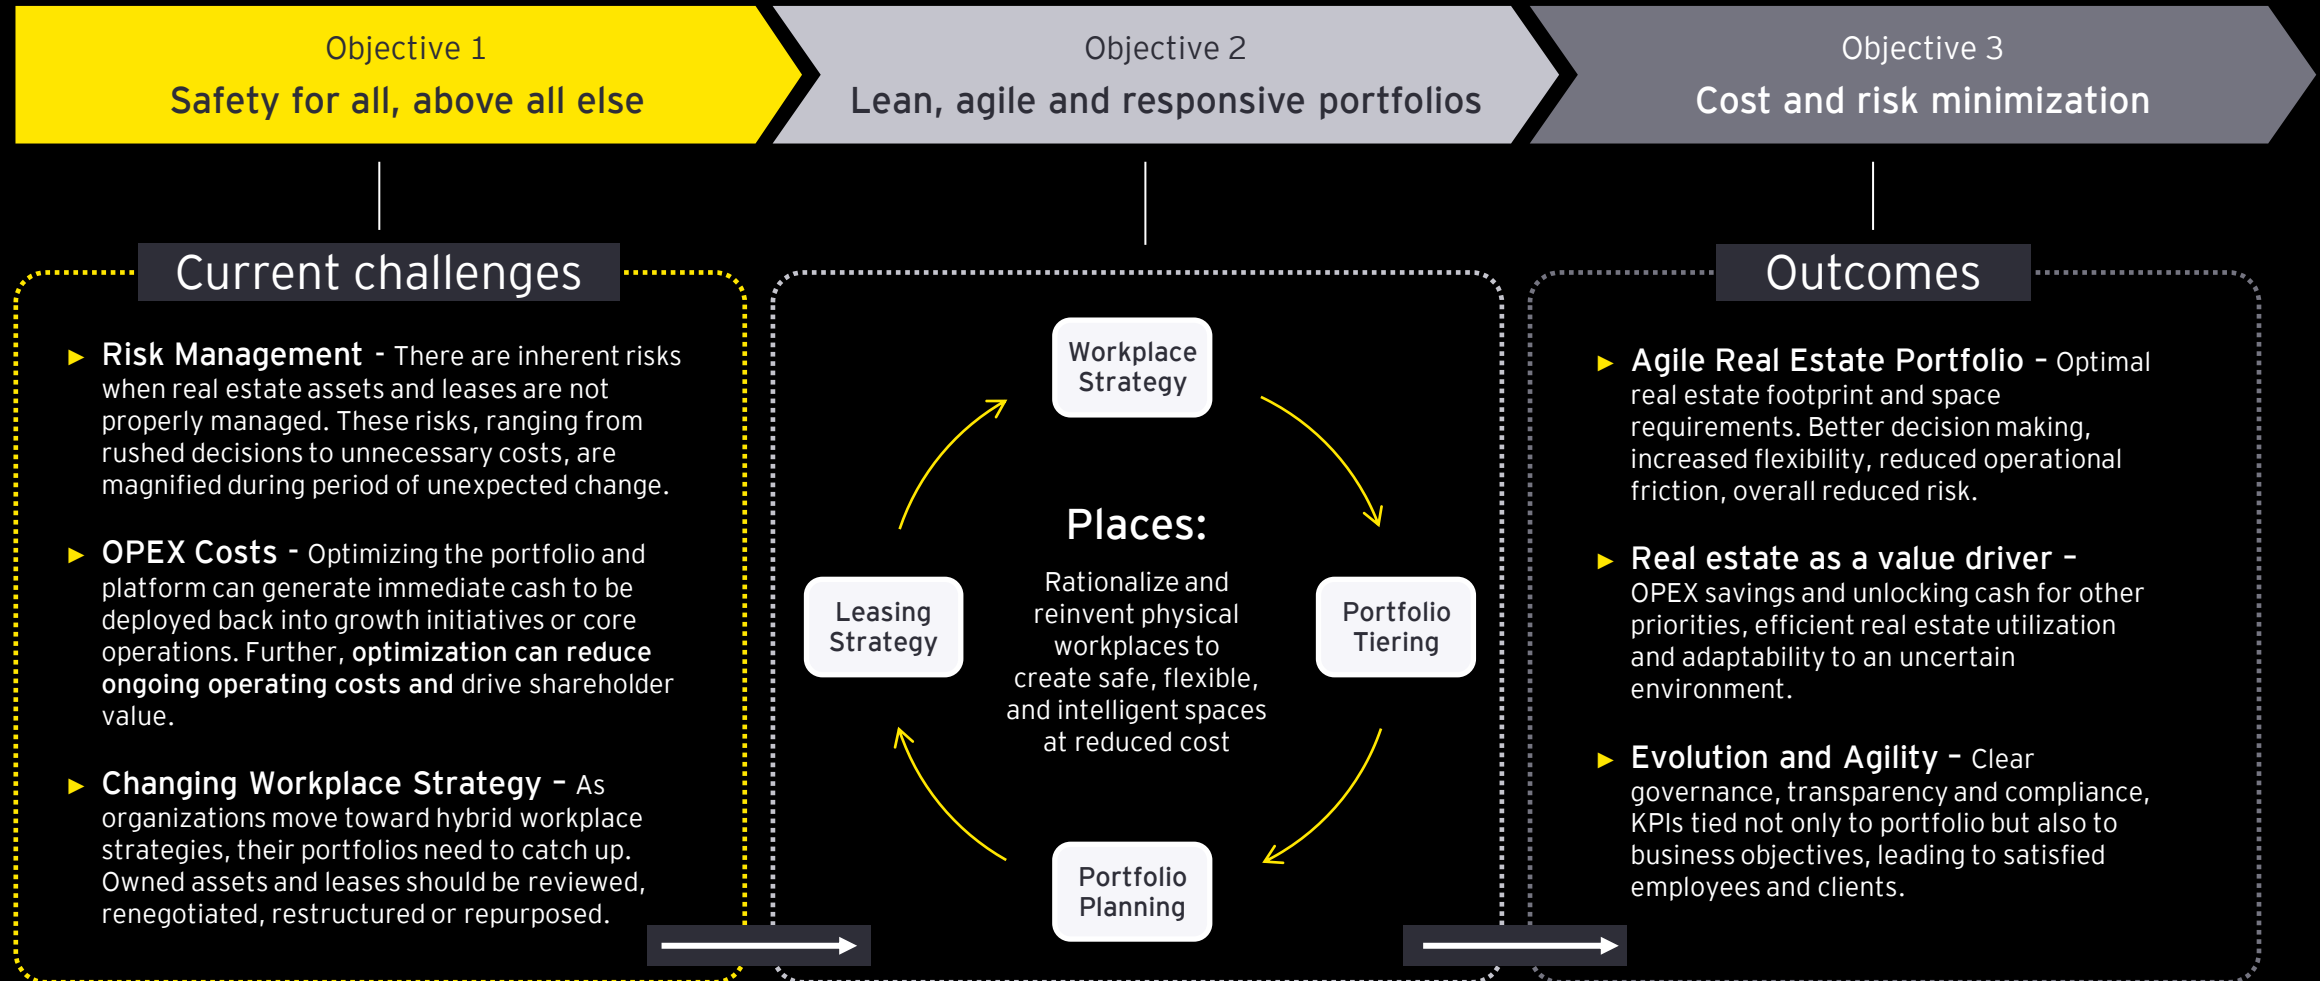 Objective 1
Safety for all, above all else
Objective 2
Lean, agile and responsive portfolios
Objective 3
Cost and risk minimization
Current challenges
► Risk Management - There are inherent risks
when real estate assets and leases are not
properly managed. These risks, ranging from
rushed decisions to unnecessary costs, are
magnified during period of unexpected change.
► OPEX Costs - Optimizing the portfolio and
platform can generate immediate cash to be
deployed back into growth initiatives or core
operations. Further, optimization can reduce
ongoing operating costs and drive shareholder
value.
► Changing Workplace Strategy – As
organizations move toward hybrid workplace
strategies, their portfolios need to catch up.
Owned assets and leases should be reviewed,
renegotiated, restructured or repurposed.
Workplace
Strategy
Portfolio
Tiering
Portfolio
Planning
Leasing
Strategy
Places:
Rationalize and
reinvent physical
workplaces to
create safe, flexible,
and intelligent spaces
at reduced cost
Outcomes
► Agile Real Estate Portfolio – Optimal
real estate footprint and space
requirements. Better decision making,
increased flexibility, reduced operational
friction, overall reduced risk.
► Real estate as a value driver –
OPEX savings and unlocking cash for other
priorities, efficient real estate utilization
and adaptability to an uncertain
environment.
► Evolution and Agility – Clear
governance, transparency and compliance,
KPIs tied not only to portfolio but also to
business objectives, leading to satisfied
employees and clients.